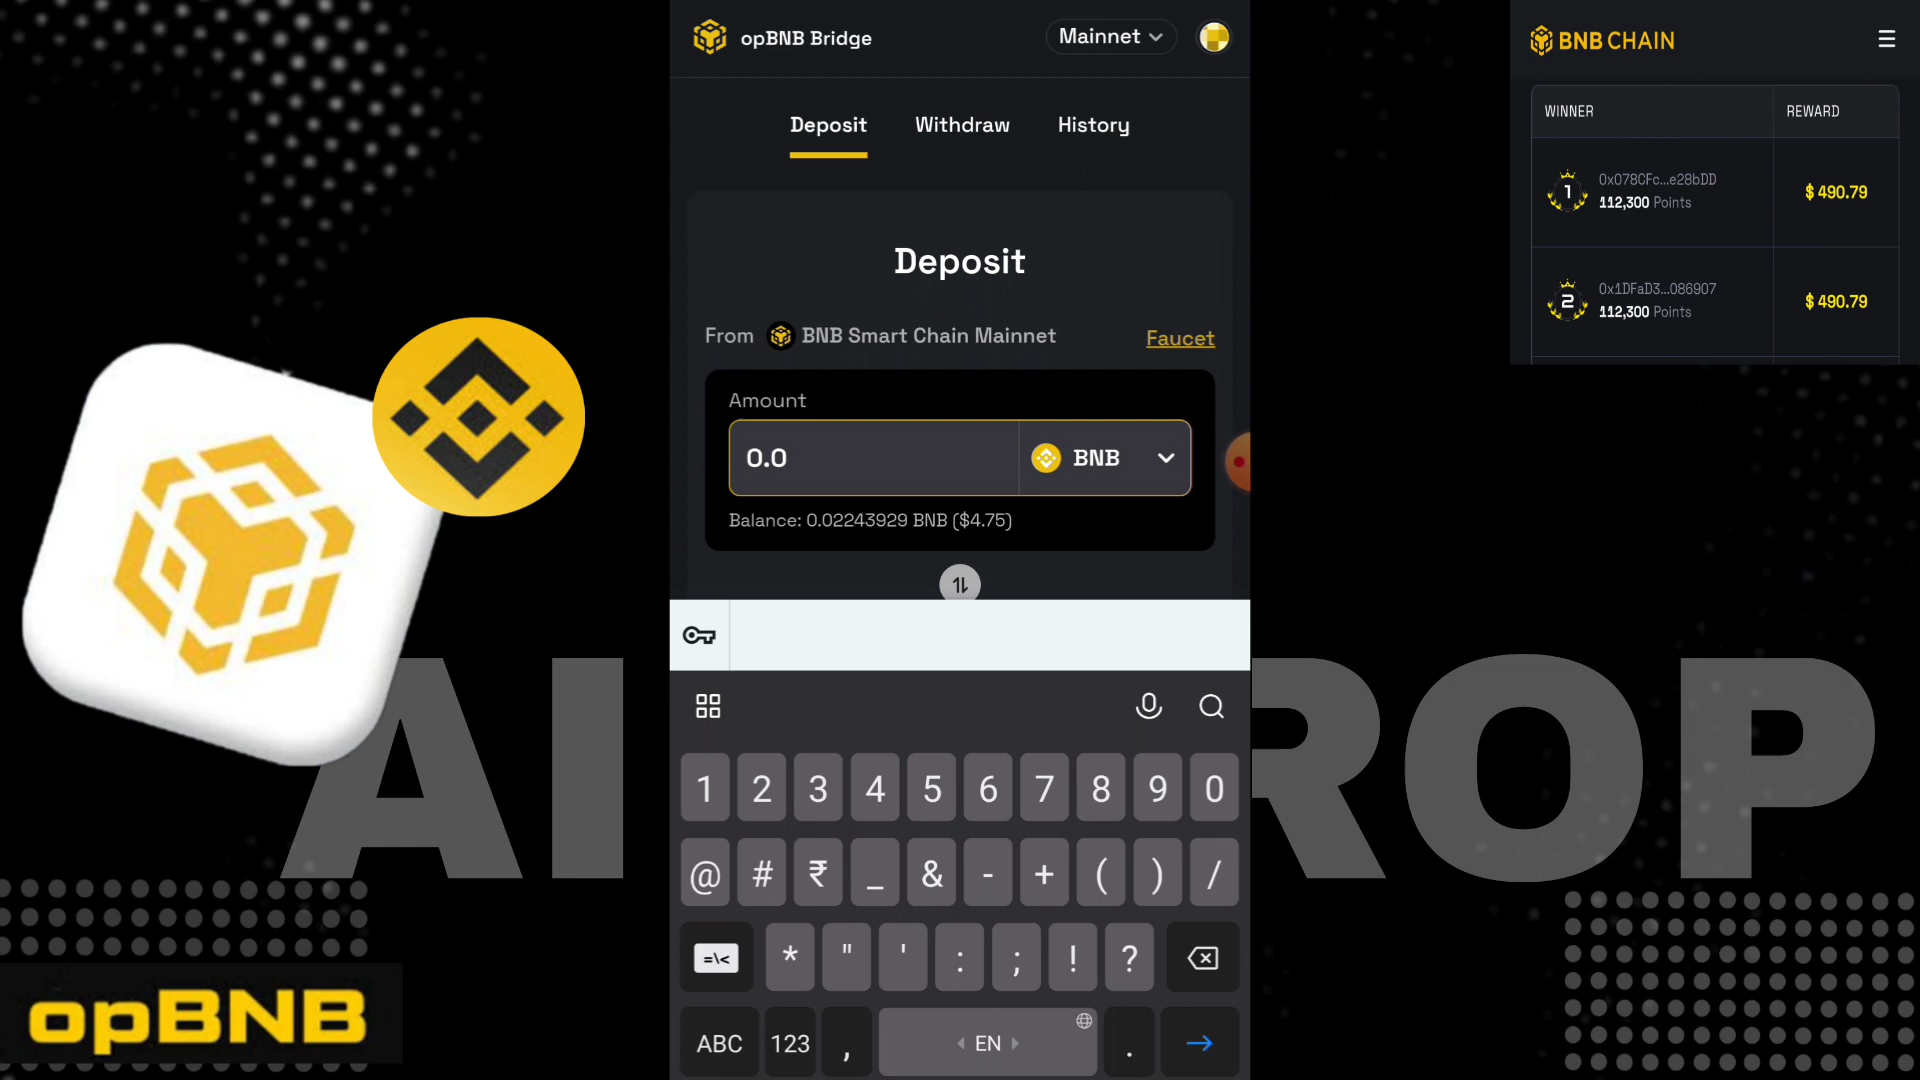 opBNB Bridge
Mainnet
Deposit
Withdraw
History
Deposit
From BNB Smart Chain Mainnet
Faucet
Amount
0.0
BNB
Balance: 0.02243929 BNB ($4.75)
1 2 3 4 5 6 7 8 9 0
@ # ₹ _ & - + ( ) /
=\< * " ' : ; ! ?
ABC 123 , EN .
BNB CHAIN
WINNER
REWARD
1
0x078CFc...e28bDD
112,300 Points
$ 490.79
2
0x1DFaD3...086907
112,300 Points
$ 490.79
AI
ROP
opBNB